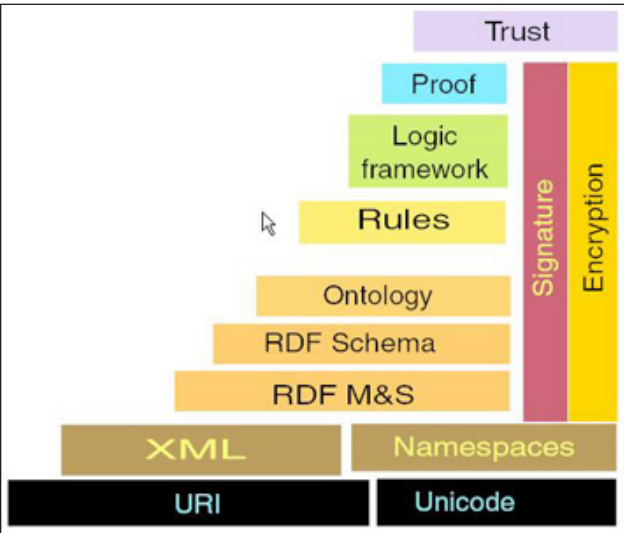 Trust
Proof
Logic
framework
Rules
Ontology
RDF Schema
RDF M&S
Signature
Encryption
XML
Namespaces
URI
Unicode